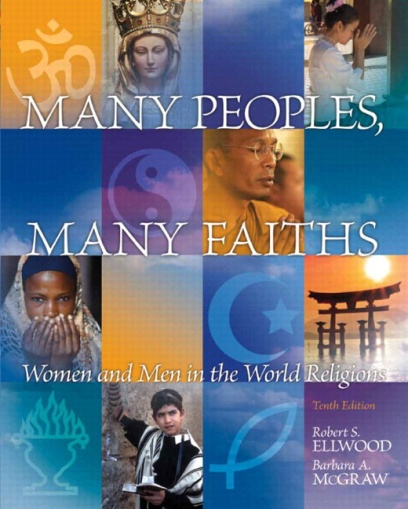 MANY PEOPLES,
MANY FAITHS
Women and Men in the World Religions
Tenth Edition
Robert S.
ELLWOOD
Barbara A.
MCGRAW